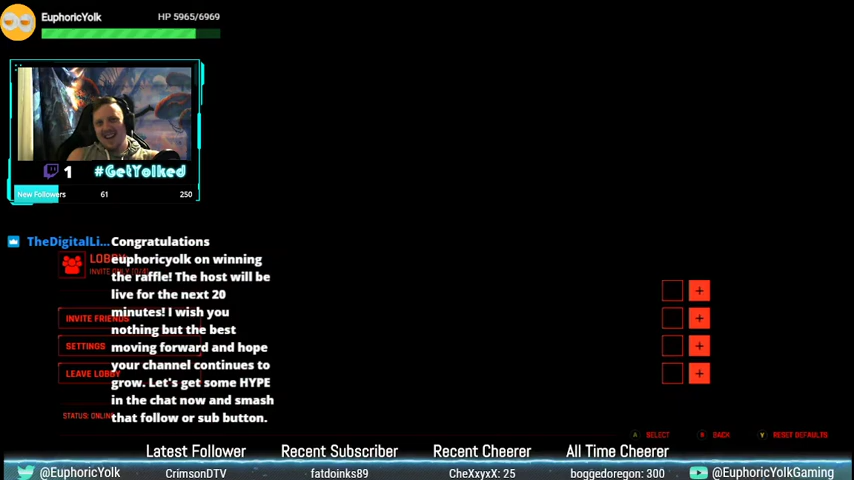 EuphoricYolk
HP 5965/6969
1
#GetYolked
New Followers
61
250
TheDigitalLi...
Congratulations
euphoricyolk on winning
the raffle! The host will be
live for the next 20
minutes! I wish you
nothing but the best
moving forward and hope
your channel continues to
grow. Let's get some HYPE
in the chat now and smash
that follow or sub button.
LOBBY
INVITE FRIENDS
SETTINGS
LEAVE LOBBY
STATUS: ONLINE
A SELECT
B BACK
Y RESET DEFAULTS
Latest Follower
Recent Subscriber
Recent Cheerer
All Time Cheerer
@EuphoricYolk
CrimsonDTV
fatdoinks89
CheXxyxX: 25
boggedoregon: 300
@EuphoricYolkGaming